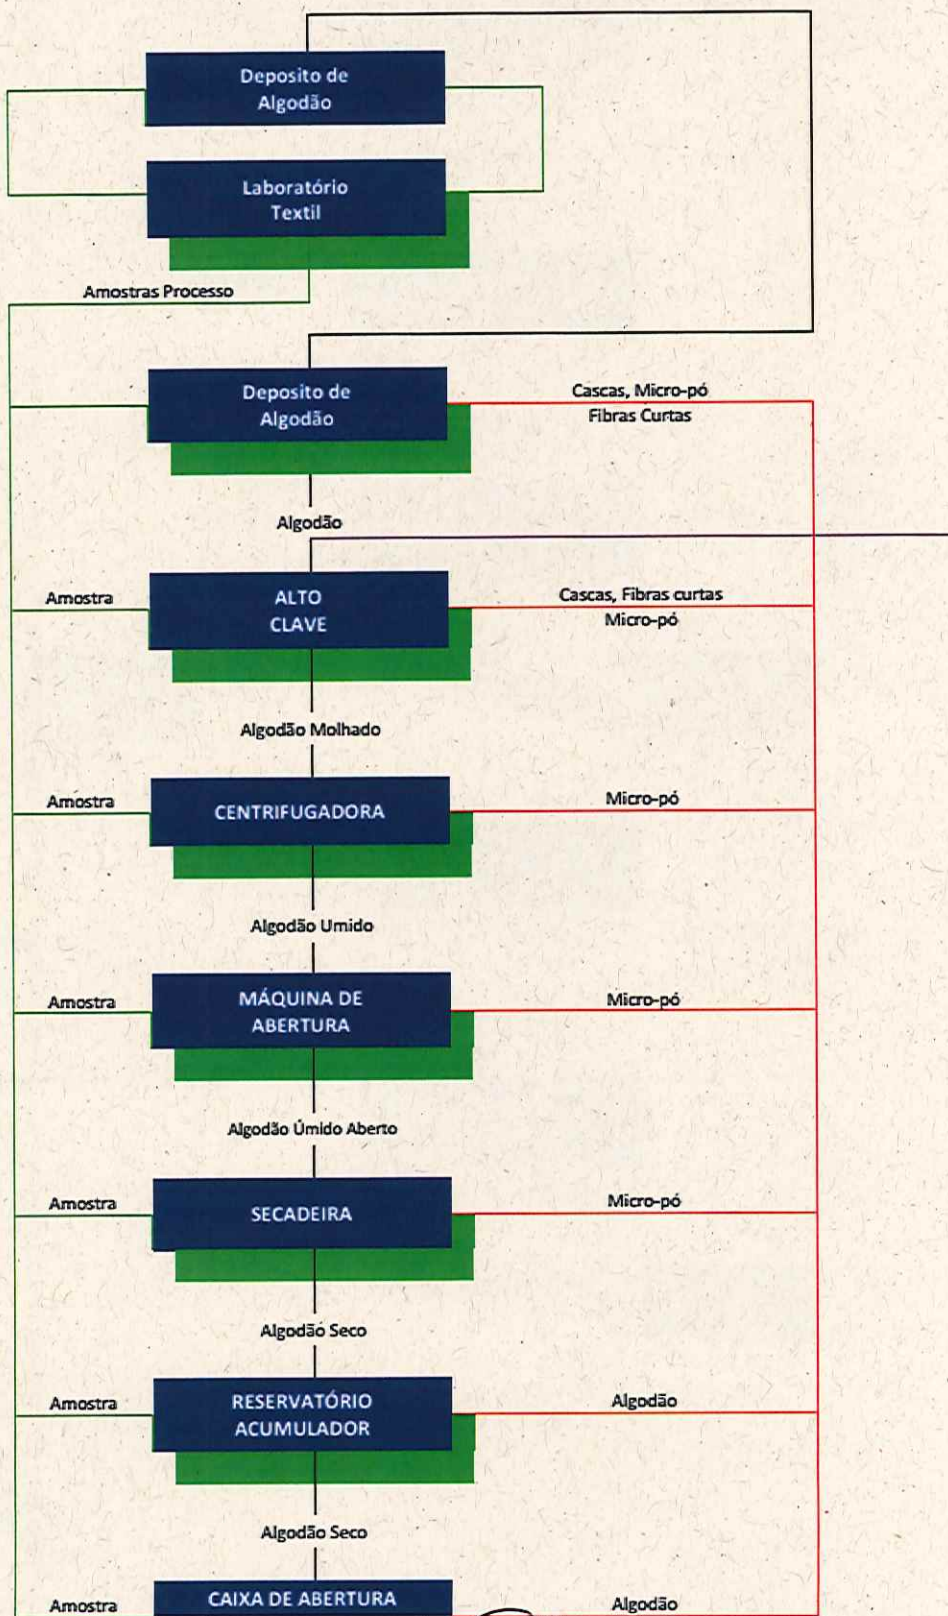 Deposito de
Algodão
Laboratório
Textil
Amostras Processo
Deposito de
Algodão
Cascas, Micro-pó
Fibras Curtas
Algodão
Amostra
ALTO
CLAVE
Cascas, Fibras curtas
Micro-pó
Algodão Molhado
Amostra
CENTRIFUGADORA
Micro-pó
Algodão Umido
Amostra
MÁQUINA DE
ABERTURA
Micro-pó
Algodão Úmido Aberto
Amostra
SECADEIRA
Micro-pó
Algodão Seco
Amostra
RESERVATÓRIO
ACUMULADOR
Algodão
Algodão Seco
Amostra
CAIXA DE ABERTURA
Algodão